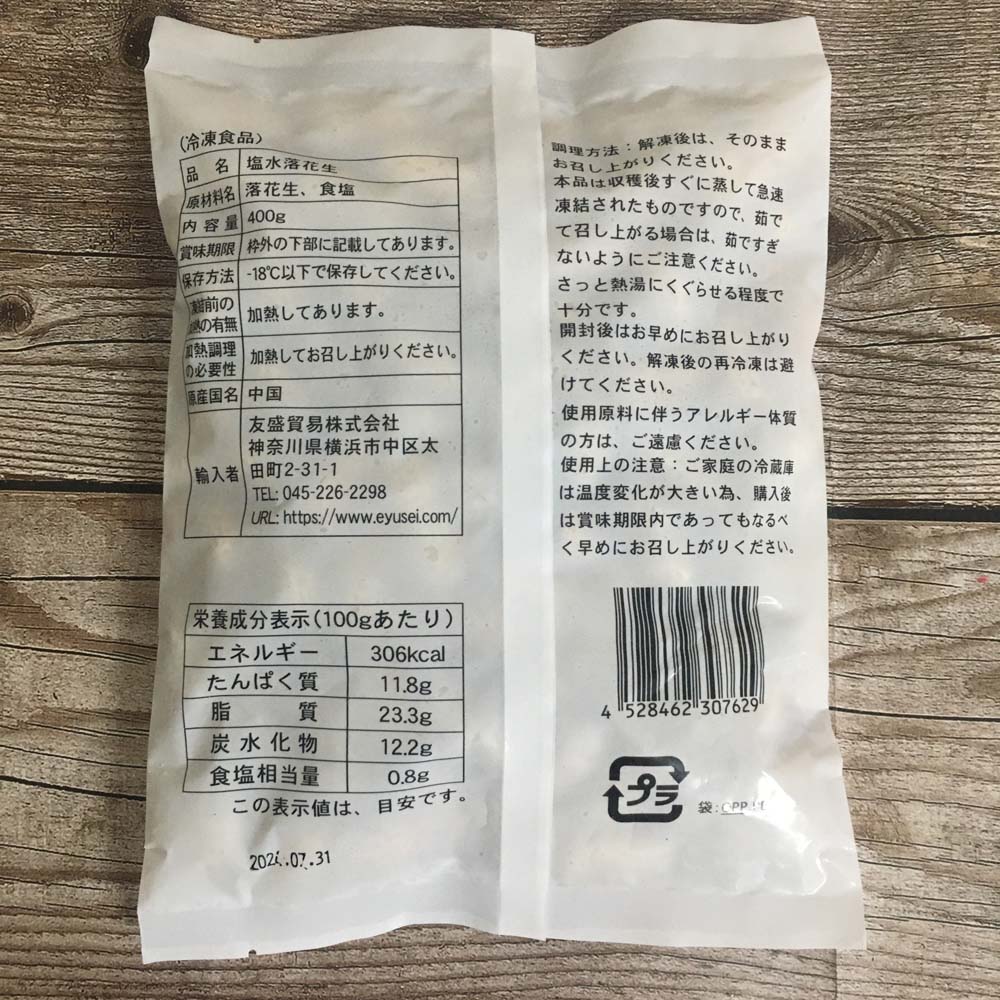 (冷凍食品)
品名 塩水落花生
原材料名 落花生、食塩
内容量 400g
賞味期限 枠外の下部に記載してあります。
保存方法 -18℃以下で保存してください。
前の
の有無 加熱してあります。
加熱調理
の必要性 加熱してお召し上がりください。
原産国名 中国
輸入者 友盛貿易株式会社
神奈川県横浜市中区太
田町2-31-1
TEL: 045-226-2298
URL: https://www.eyusei.com/
栄養成分表示(100gあたり)
エネルギー 306kcal
たんぱく質 11.8g
脂質 23.3g
炭水化物 12.2g
食塩相当量 0.8g
この表示値は、目安です。
調理方法：解凍後は、そのまま
お召し上がりください。
本品は収穫後すぐに蒸して急速
凍結されたものですので、茹で
て召し上がる場合は、茹ですぎ
ないようにご注意ください。
さっと熱湯にくぐらせる程度で
十分です。
開封後はお早めにお召し上がり
ください。解凍後の再冷凍は避
けてください。
使用原料に伴うアレルギー体質
の方は、ご遠慮ください。
使用上の注意：ご家庭の冷蔵庫
は温度変化が大きい為、購入後
は賞味期限内であってもなるべ
く早めにお召し上がりください。
4 528462 307629
プラ
袋: